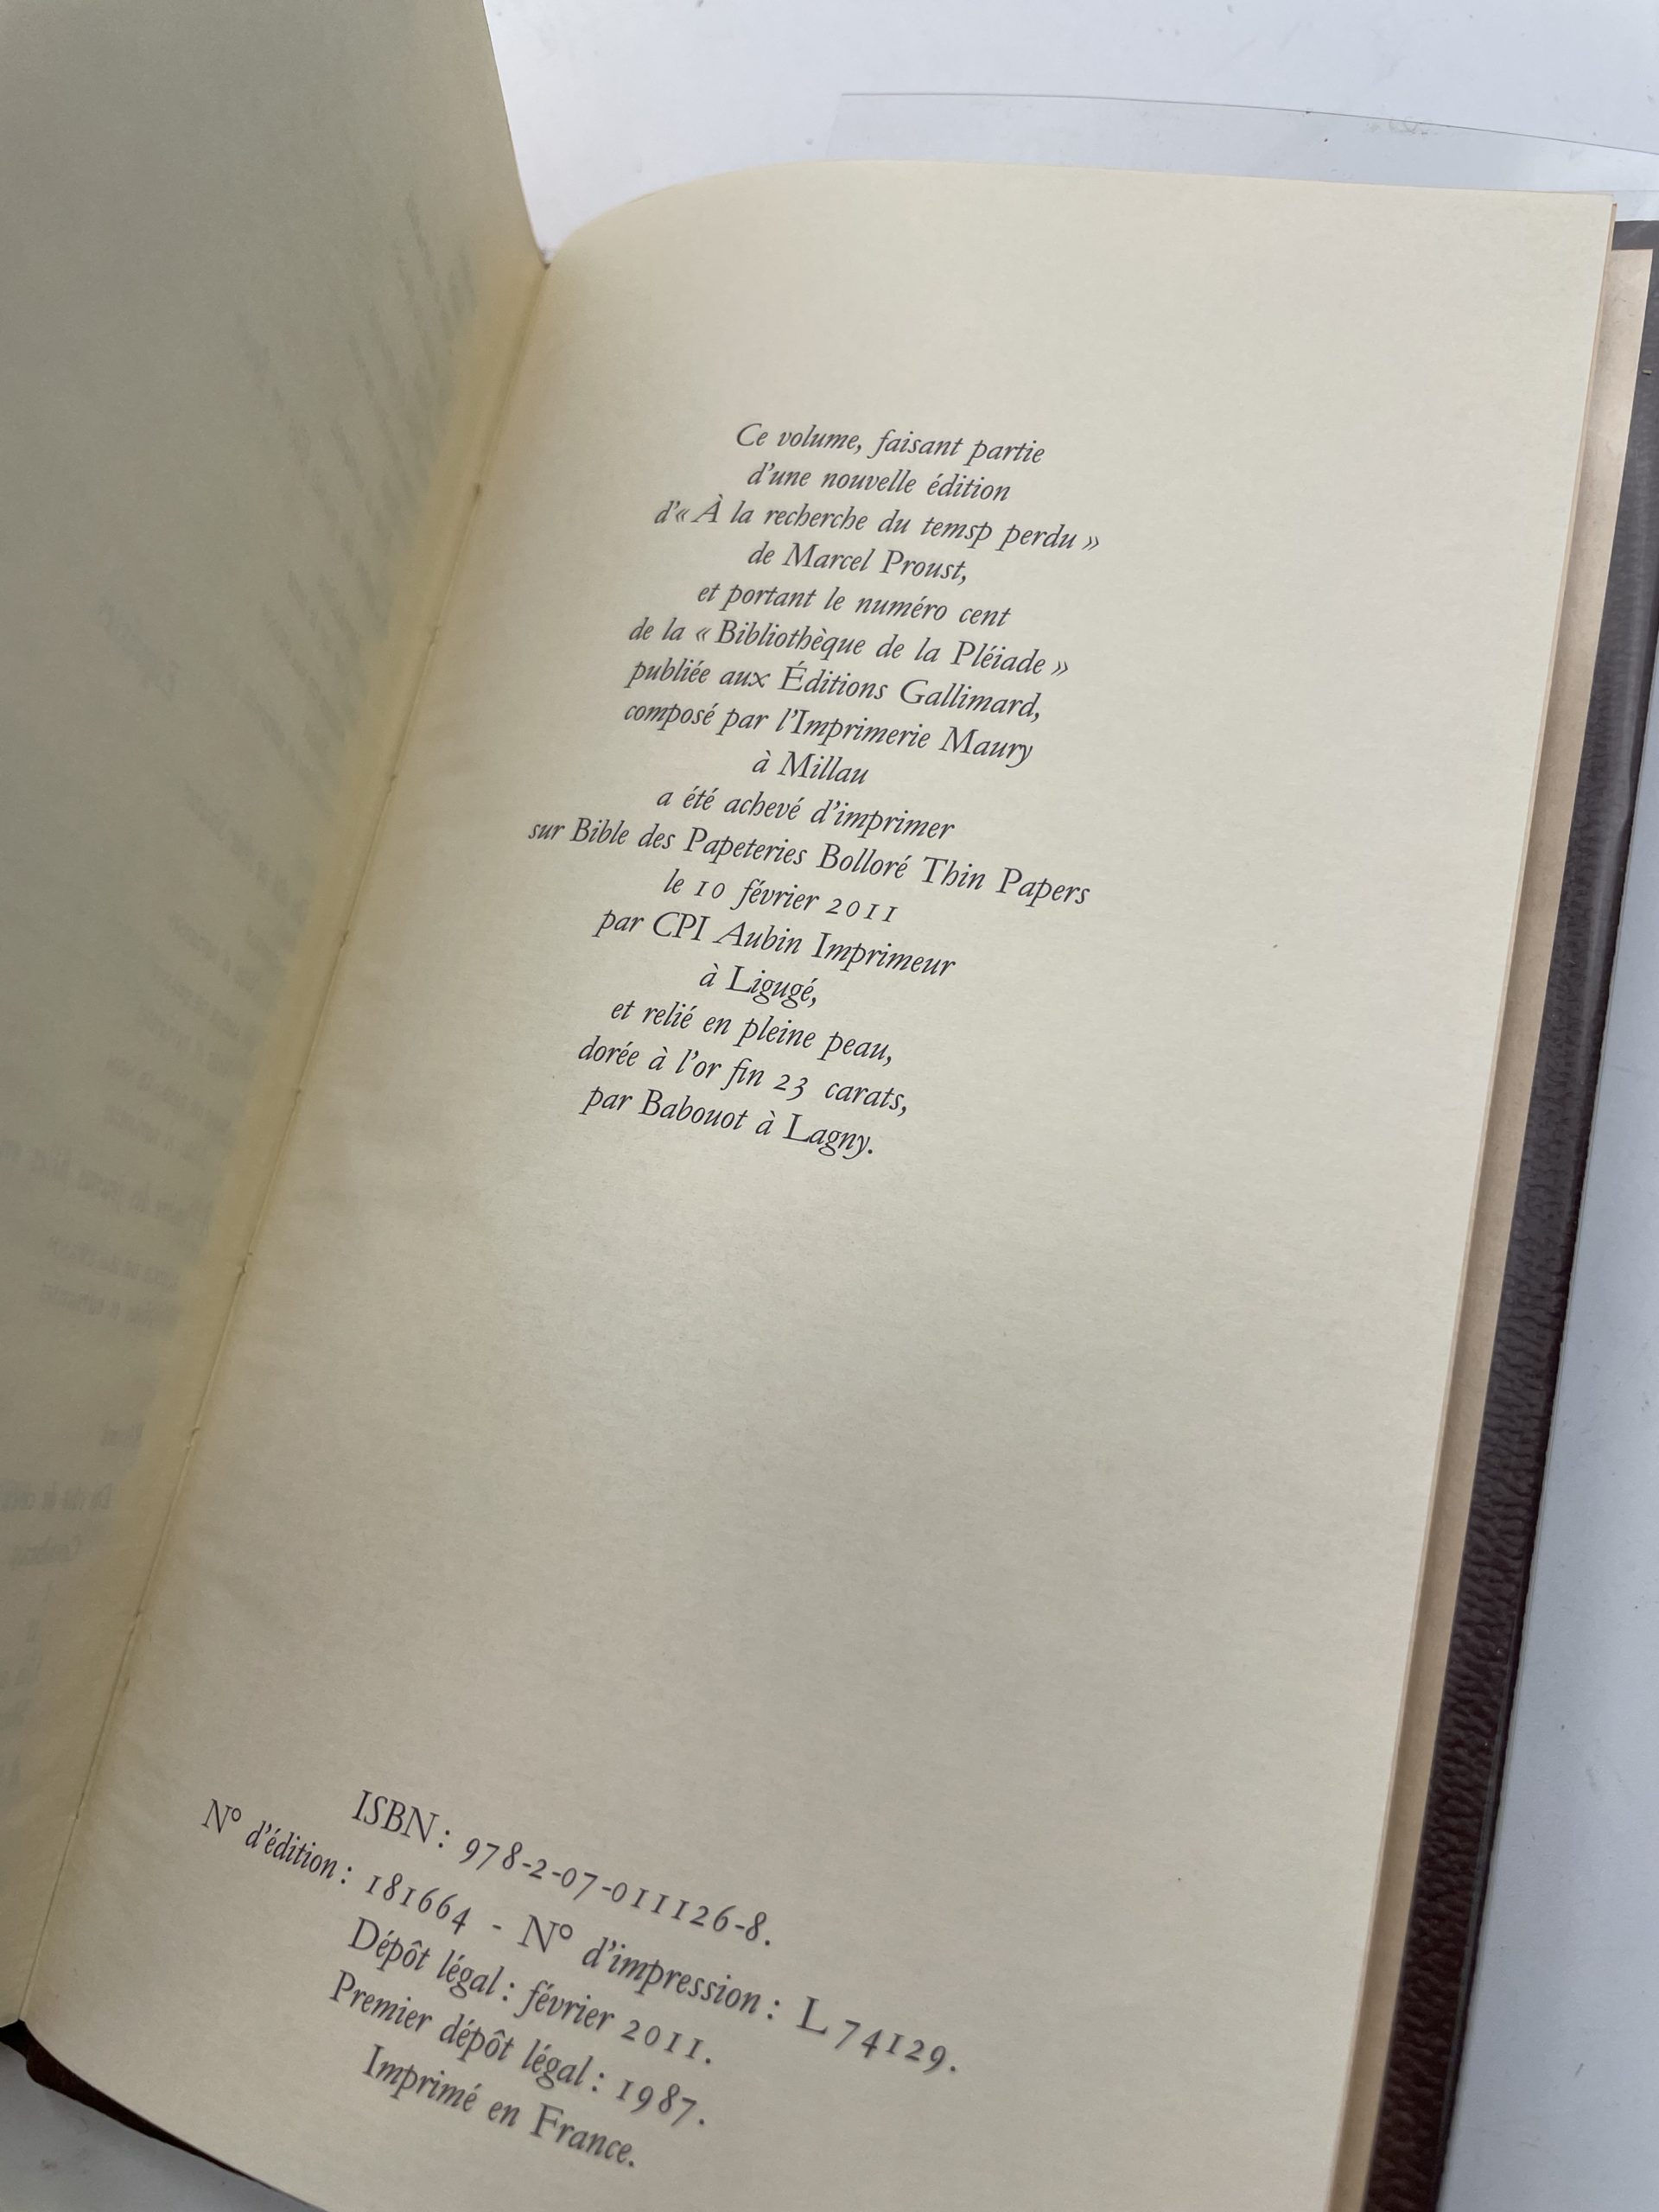 Ce volume, faisant partie
d'une nouvelle édition
d'« À la recherche du temsp perdu »
de Marcel Proust,
et portant le numéro cent
de la « Bibliothèque de la Pléiade »
publiée aux Éditions Gallimard,
composé par l'Imprimerie Maury
à Millau
a été achevé d'imprimer
sur Bible des Papeteries Bolloré Thin Papers
le 10 février 2011
par CPI Aubin Imprimeur
à Ligugé,
et relié en pleine peau,
dorée à l'or fin 23 carats,
par Babouot à Lagny.
ISBN : 978-2-07-011126-8.
N° d'édition : 181664 - N° d'impression : L 74129.
Dépôt légal : février 2011.
Premier dépôt légal : 1987.
Imprimé en France.